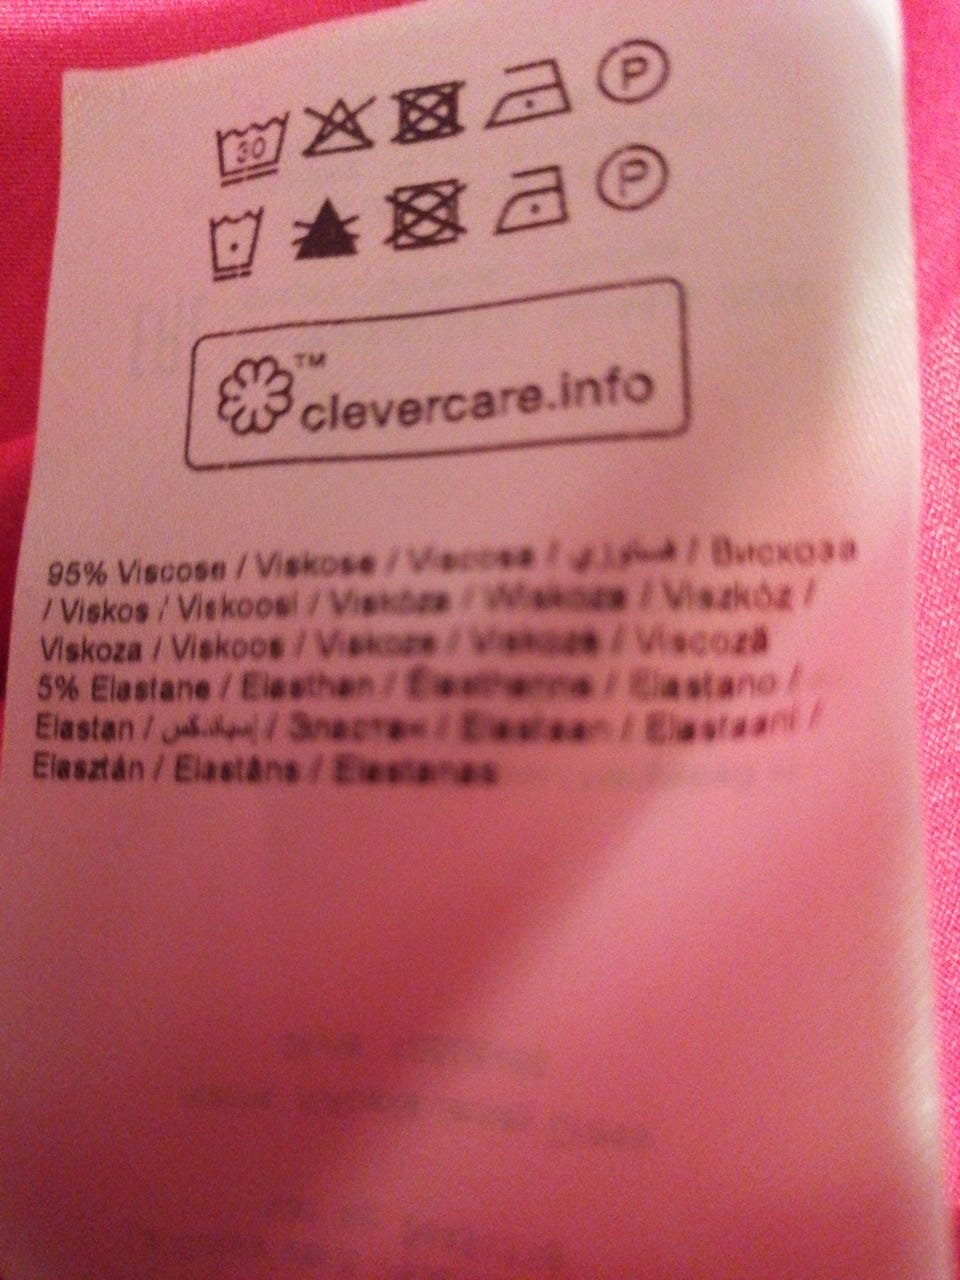 30 P
P
™ clevercare.info
95% Viscose / Viskose / Viscosa / فسكوزي / Вискоза
/ Viskos / Viskoosi / Viskóza / Wiskoza / Viszkóz /
Viskoza / Viskoos / Viskoze / Viskozė / Viscoză
5% Elastane / Elasthan / Élasthanne / Elastano /
Elastan / / Эластан / Elastaan / Elastaani /
Elasztán / Elastāns / Elastanas